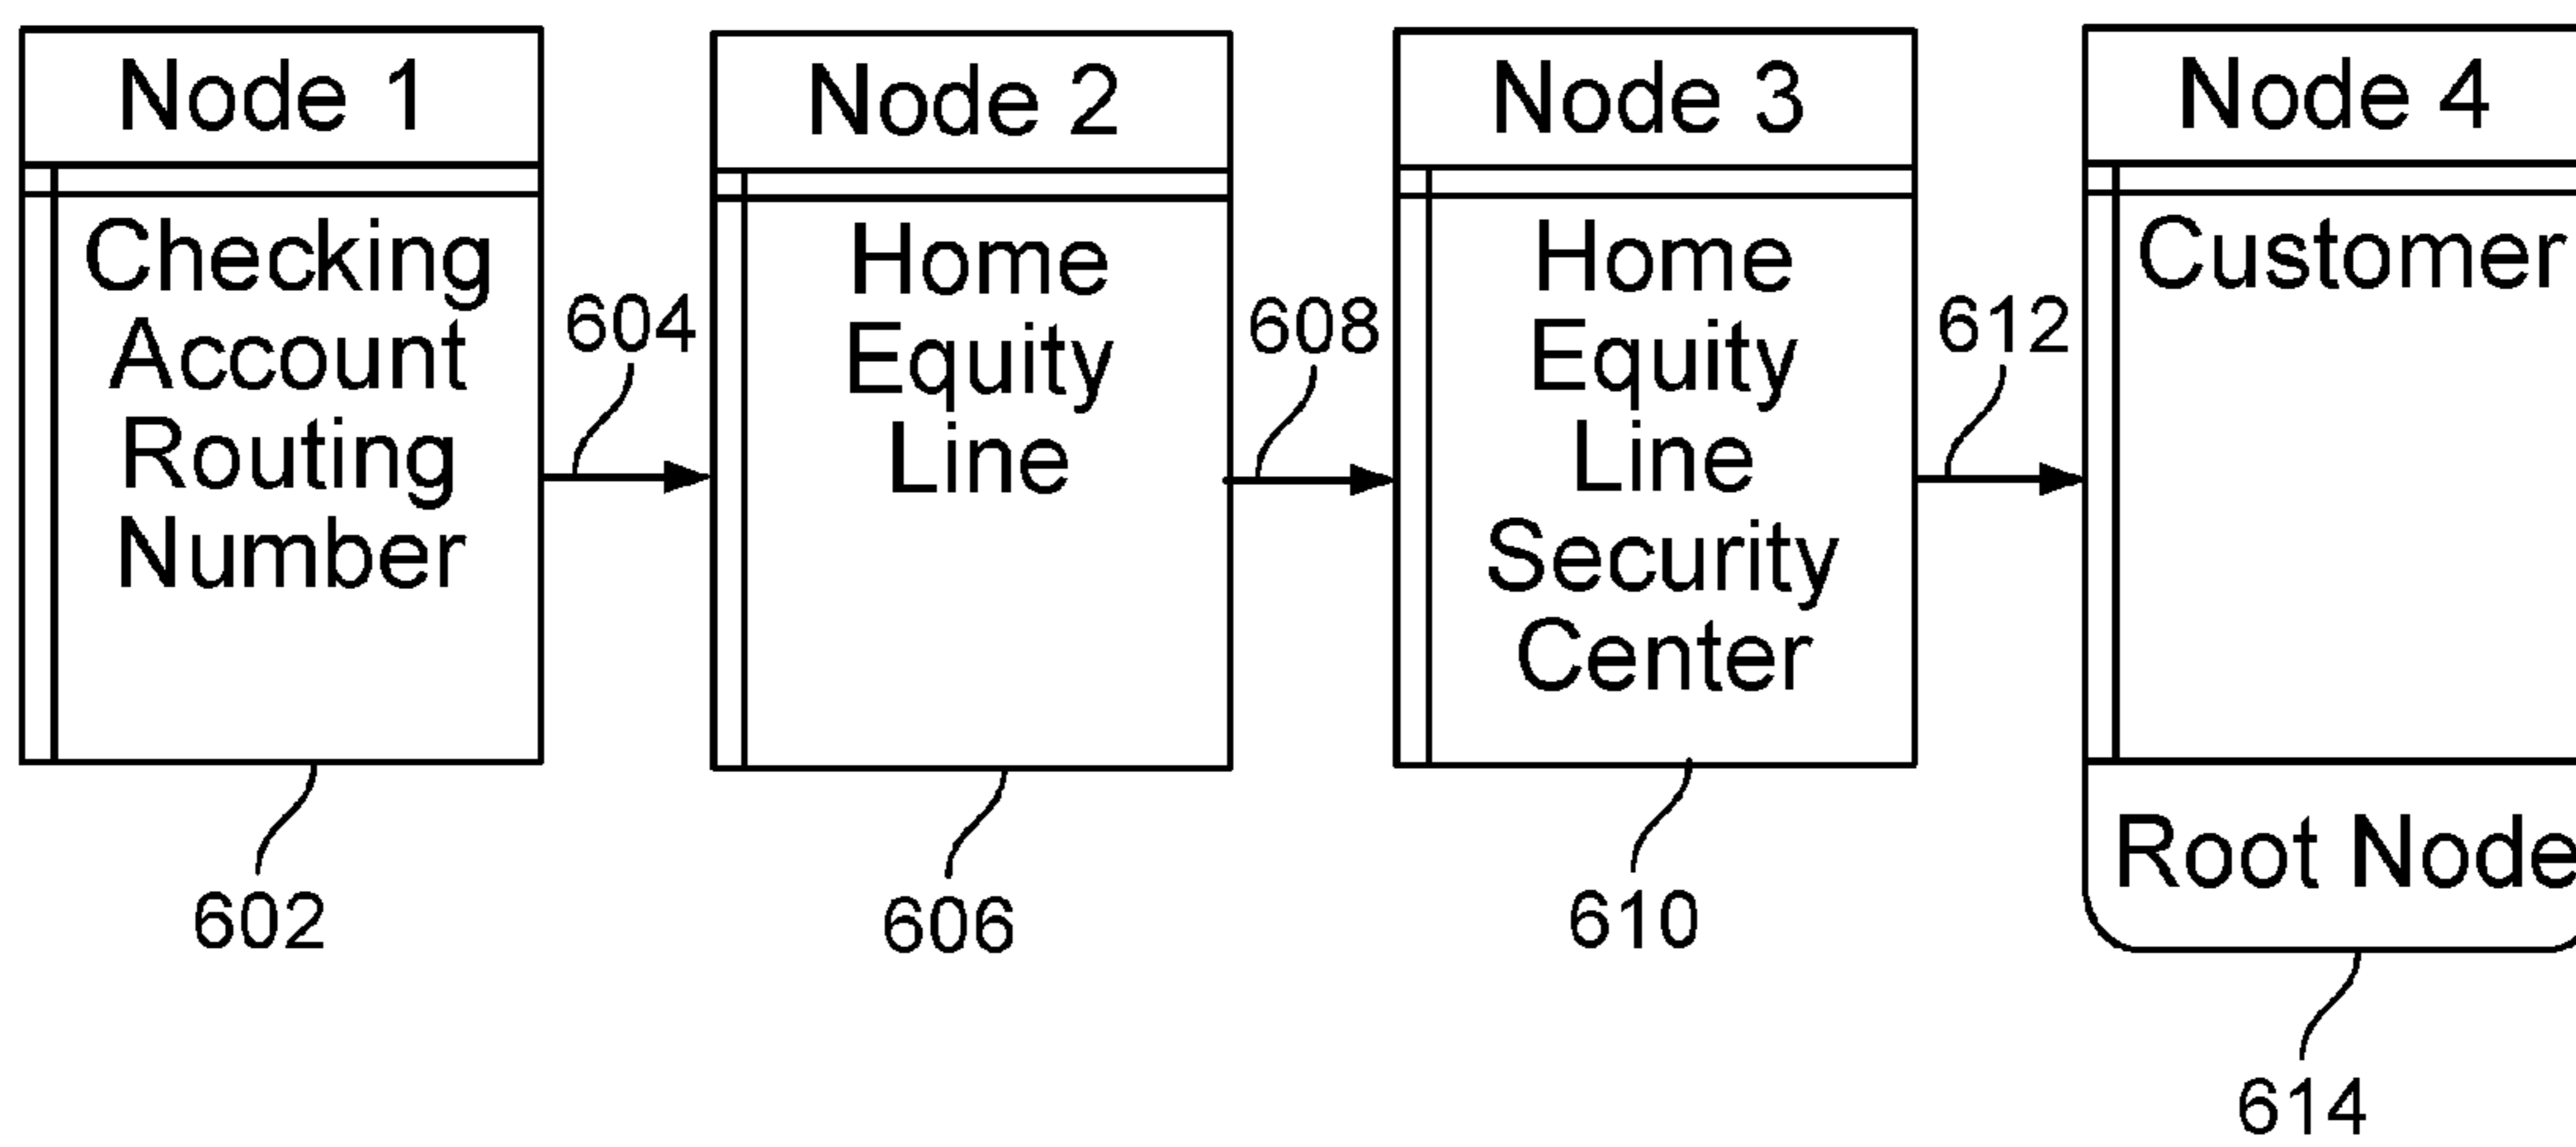 Node 1
Checking
Account
Routing
Number
602
604
Node 2
Home
Equity
Line
606
608
Node 3
Home
Equity
Line
Security
Center
610
612
Node 4
Customer
Root Node
614